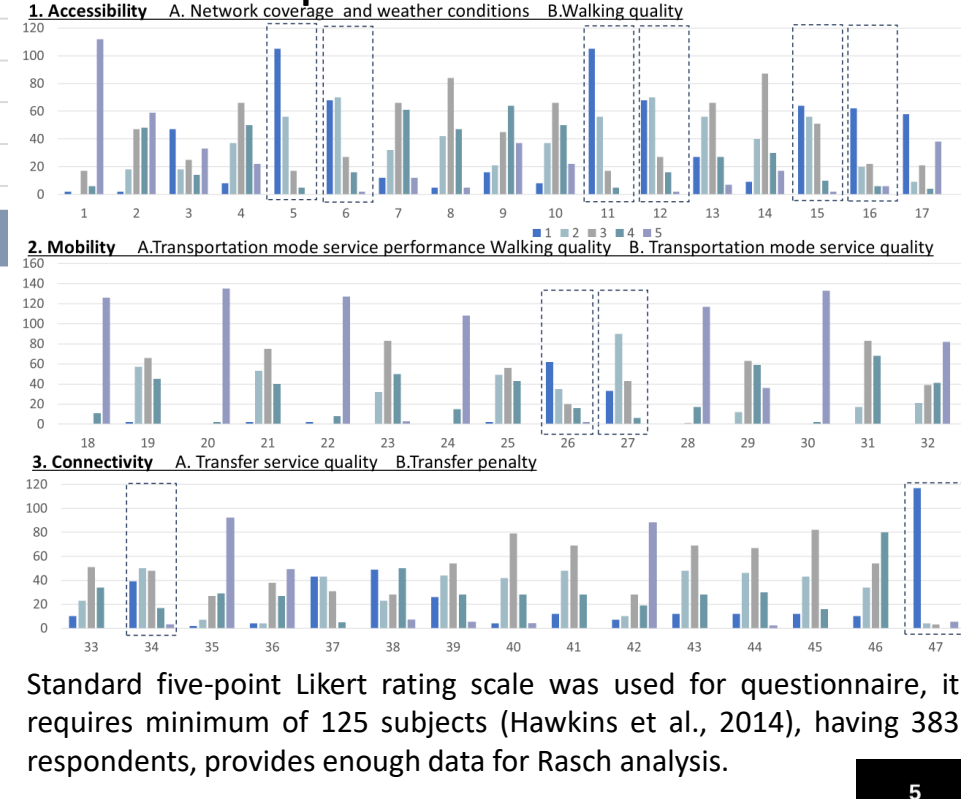 1. Accessibility A. Network coverage and weather conditions B.Walking quality
120
100
80
60
40
20
0
1 2 3 4 5 6 7 8 9 10 11 12 13 14 15 16 17
1 2 3 4 5
2. Mobility A.Transportation mode service performance Walking quality B. Transportation mode service quality
160
140
120
100
80
60
40
20
0
18 19 20 21 22 23 24 25 26 27 28 29 30 31 32
3. Connectivity A. Transfer service quality B.Transfer penalty
120
100
80
60
40
20
0
33 34 35 36 37 38 39 40 41 42 43 44 45 46 47
Standard five-point Likert rating scale was used for questionnaire, it
requires minimum of 125 subjects (Hawkins et al., 2014), having 383
respondents, provides enough data for Rasch analysis.
5